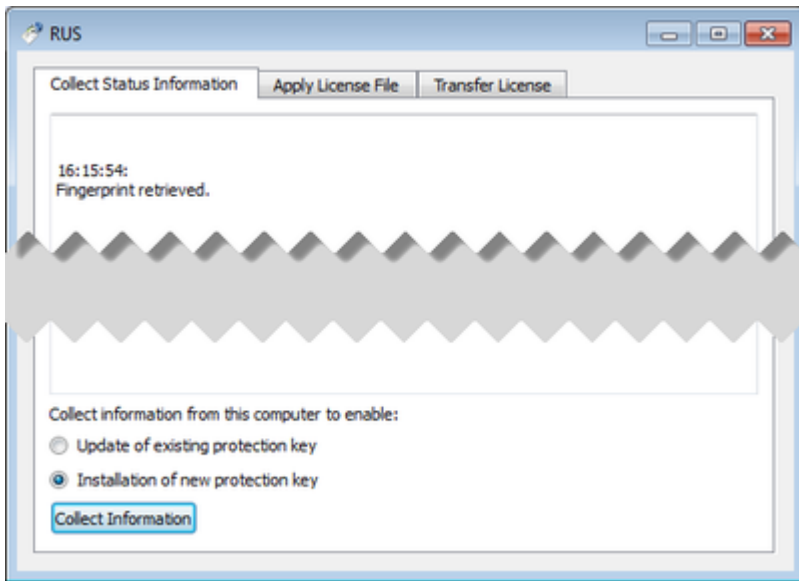 RUS
Collect Status Information
Apply License File
Transfer License
16:15:54:
Fingerprint retrieved.
Collect information from this computer to enable:
Update of existing protection key
Installation of new protection key
Collect Information